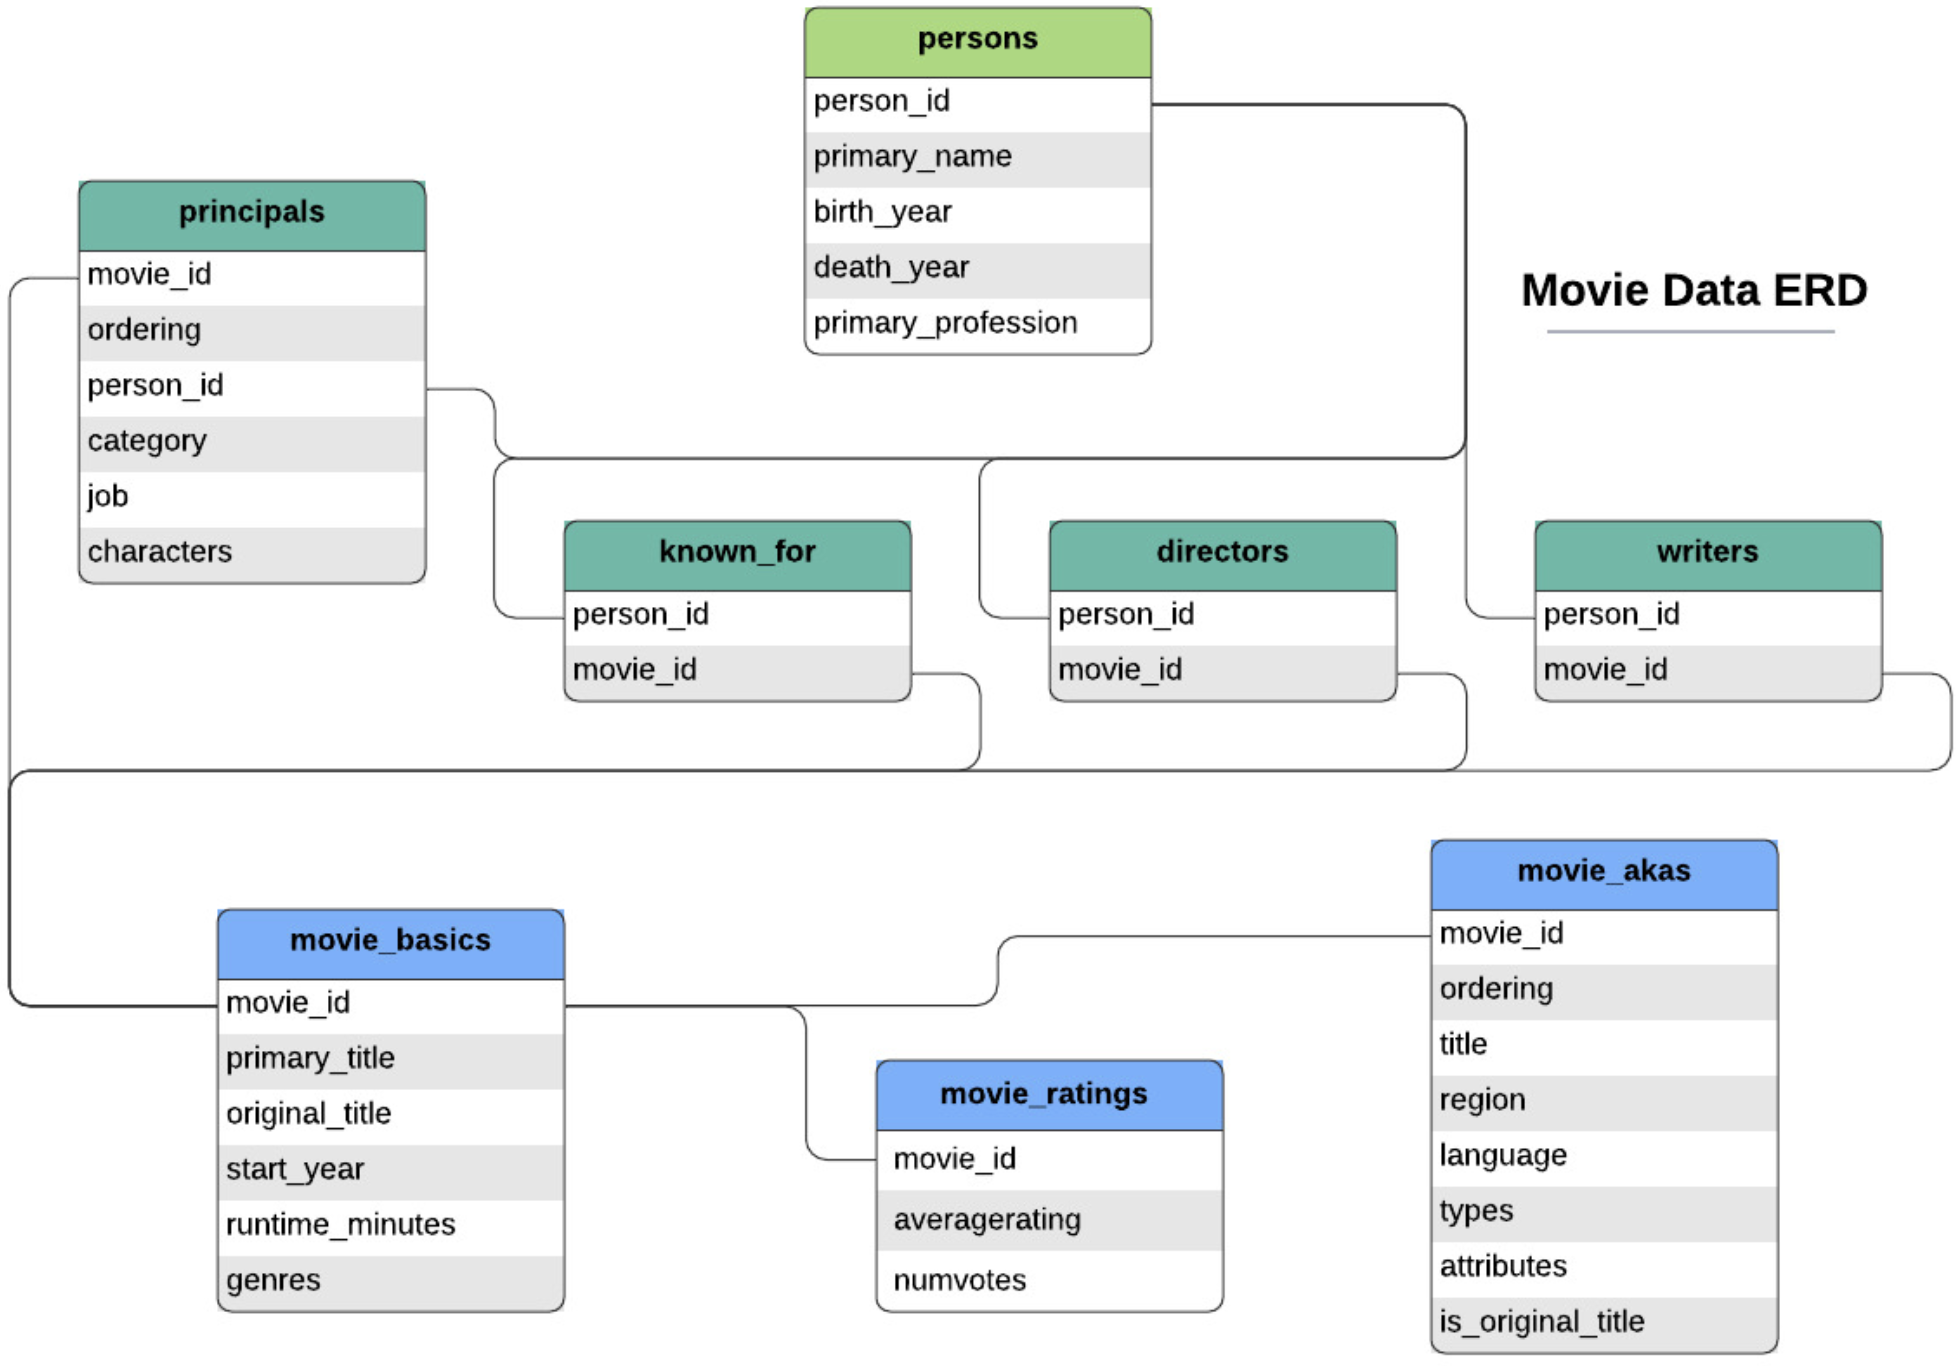 persons
person_id
primary_name
birth_year
death_year
primary_profession
principals
movie_id
ordering
person_id
category
job
characters
Movie Data ERD
known_for
person_id
movie_id
directors
person_id
movie_id
writers
person_id
movie_id
movie_basics
movie_id
primary_title
original_title
start_year
runtime_minutes
genres
movie_ratings
movie_id
averagerating
numvotes
movie_akas
movie_id
ordering
title
region
language
types
attributes
is_original_title